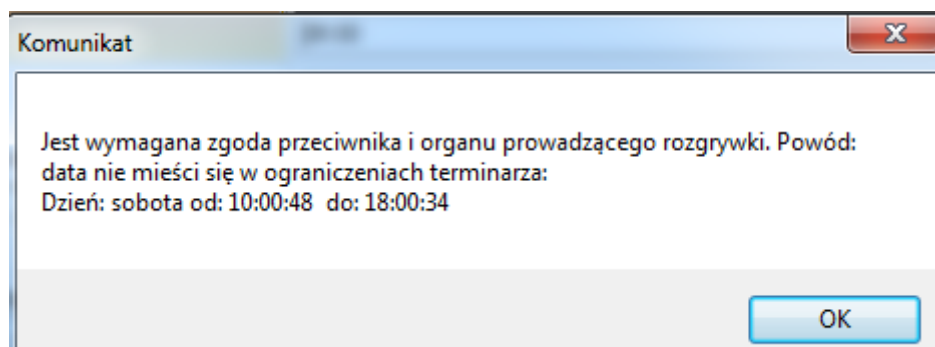 Komunikat
Jest wymagana zgoda przeciwnika i organu prowadzącego rozgrywki. Powód:
data nie mieści się w ograniczeniach terminarza:
Dzień: sobota od: 10:00:48  do: 18:00:34
OK